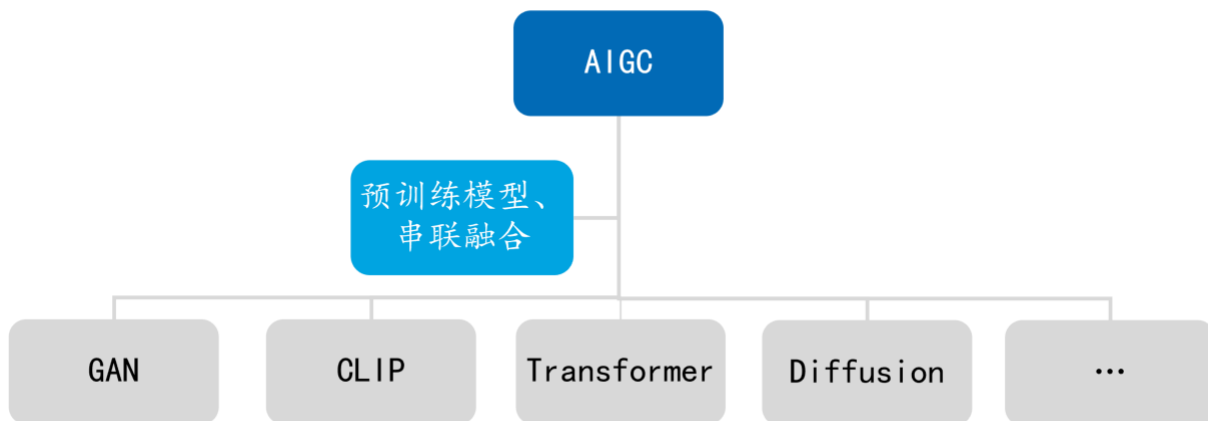 AIGC
预训练模型、
串联融合
GAN
CLIP
Transformer
Diffusion
…